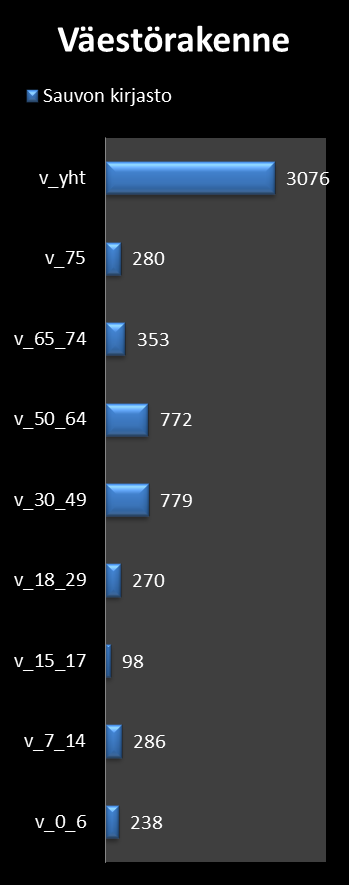 Väestörakenne
Sauvon kirjasto
v_yht 3076
v_75 280
v_65_74 353
v_50_64 772
v_30_49 779
v_18_29 270
v_15_17 98
v_7_14 286
v_0_6 238